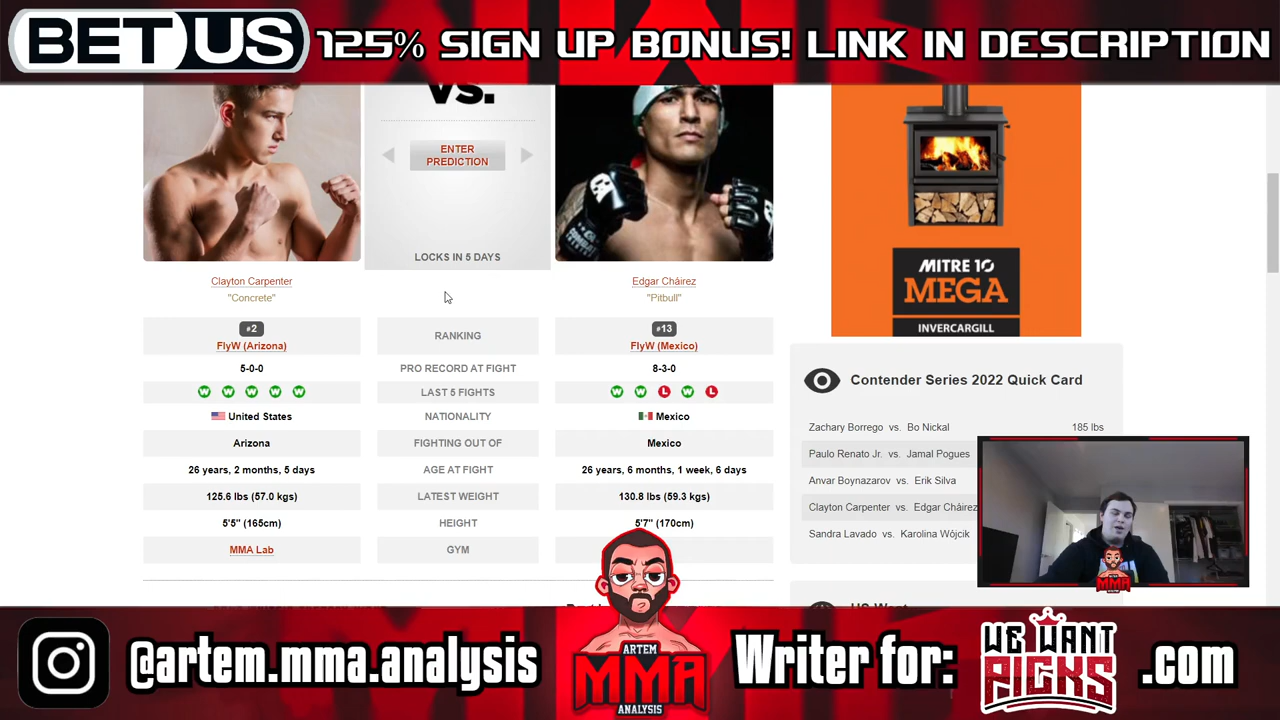 BETUS 125% SIGN UP BONUS! LINK IN DESCRIPTION
VS.
ENTER
PREDICTION
LOCKS IN 5 DAYS
Clayton Carpenter
"Concrete"
Edgar Cháirez
"Pitbull"
#2
FlyW (Arizona)
RANKING
#13
FlyW (Mexico)
5-0-0 PRO RECORD AT FIGHT 8-3-0
W W W W W LAST 5 FIGHTS W W L W L
United States NATIONALITY Mexico
Arizona FIGHTING OUT OF Mexico
26 years, 2 months, 5 days AGE AT FIGHT 26 years, 6 months, 1 week, 6 days
125.6 lbs (57.0 kgs) LATEST WEIGHT 130.8 lbs (59.3 kgs)
5'5" (165cm) HEIGHT 5'7" (170cm)
MMA Lab GYM
MITRE 10
MEGA
INVERCARGILL
Contender Series 2022 Quick Card
Zachary Borrego vs. Bo Nickal 185 lbs
Paulo Renato Jr. vs. Jamal Pogues
Anvar Boynazarov vs. Erik Silva
Clayton Carpenter vs. Edgar Cháirez
Sandra Lavado vs. Karolina Wójcik
@artem.mma.analysis
ARTEM
MMA
ANALYSIS
Writer for:
WE WANT
PICKS
.com